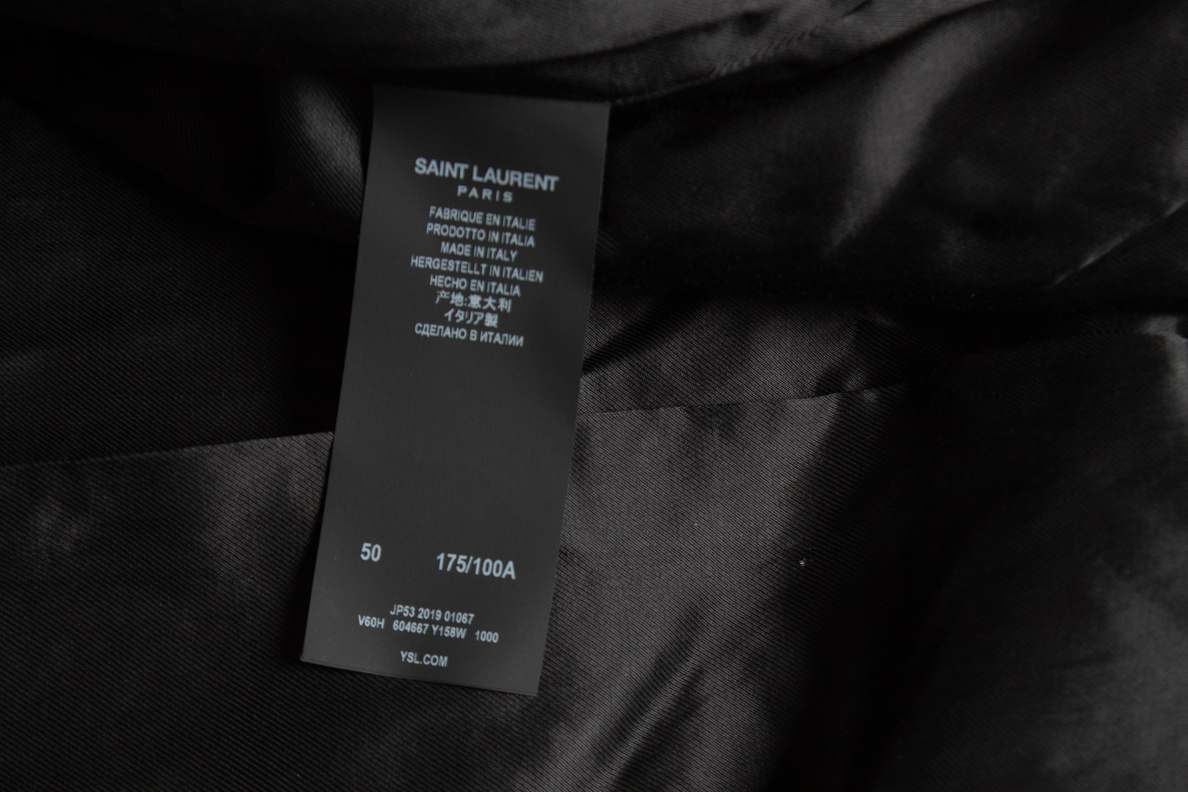 SAINT LAURENT
PARIS
FABRIQUE EN ITALIE
PRODOTTO IN ITALIA
MADE IN ITALY
HERGESTELLT IN ITALIEN
HECHO EN ITALIA
产地:意大利
イタリア製
СДЕЛАНО В ИТАЛИИ
50 175/100A
JP53 2019 01067
V60H 604667 Y158W 1000
YSL.COM